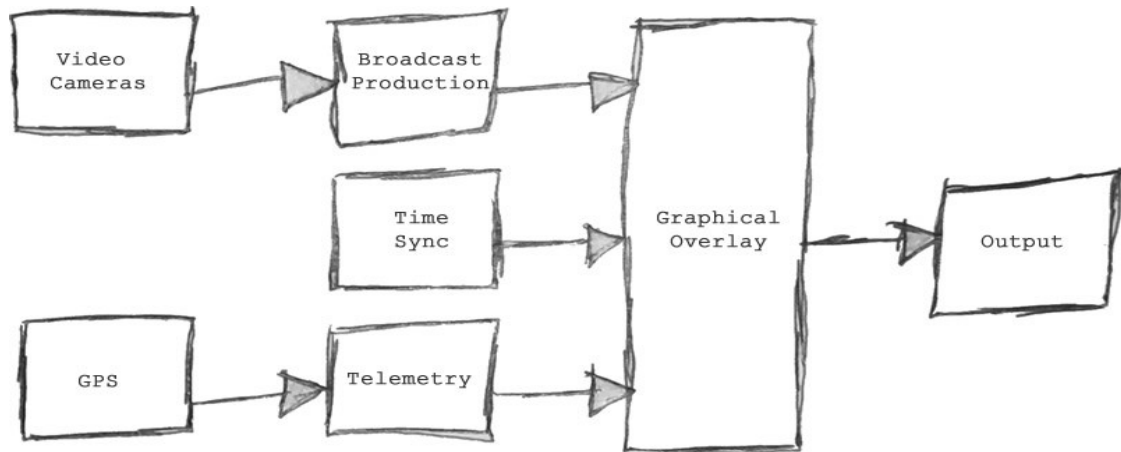 Video
Cameras
Broadcast
Production
Time
Sync
Graphical
Overlay
Output
GPS
Telemetry